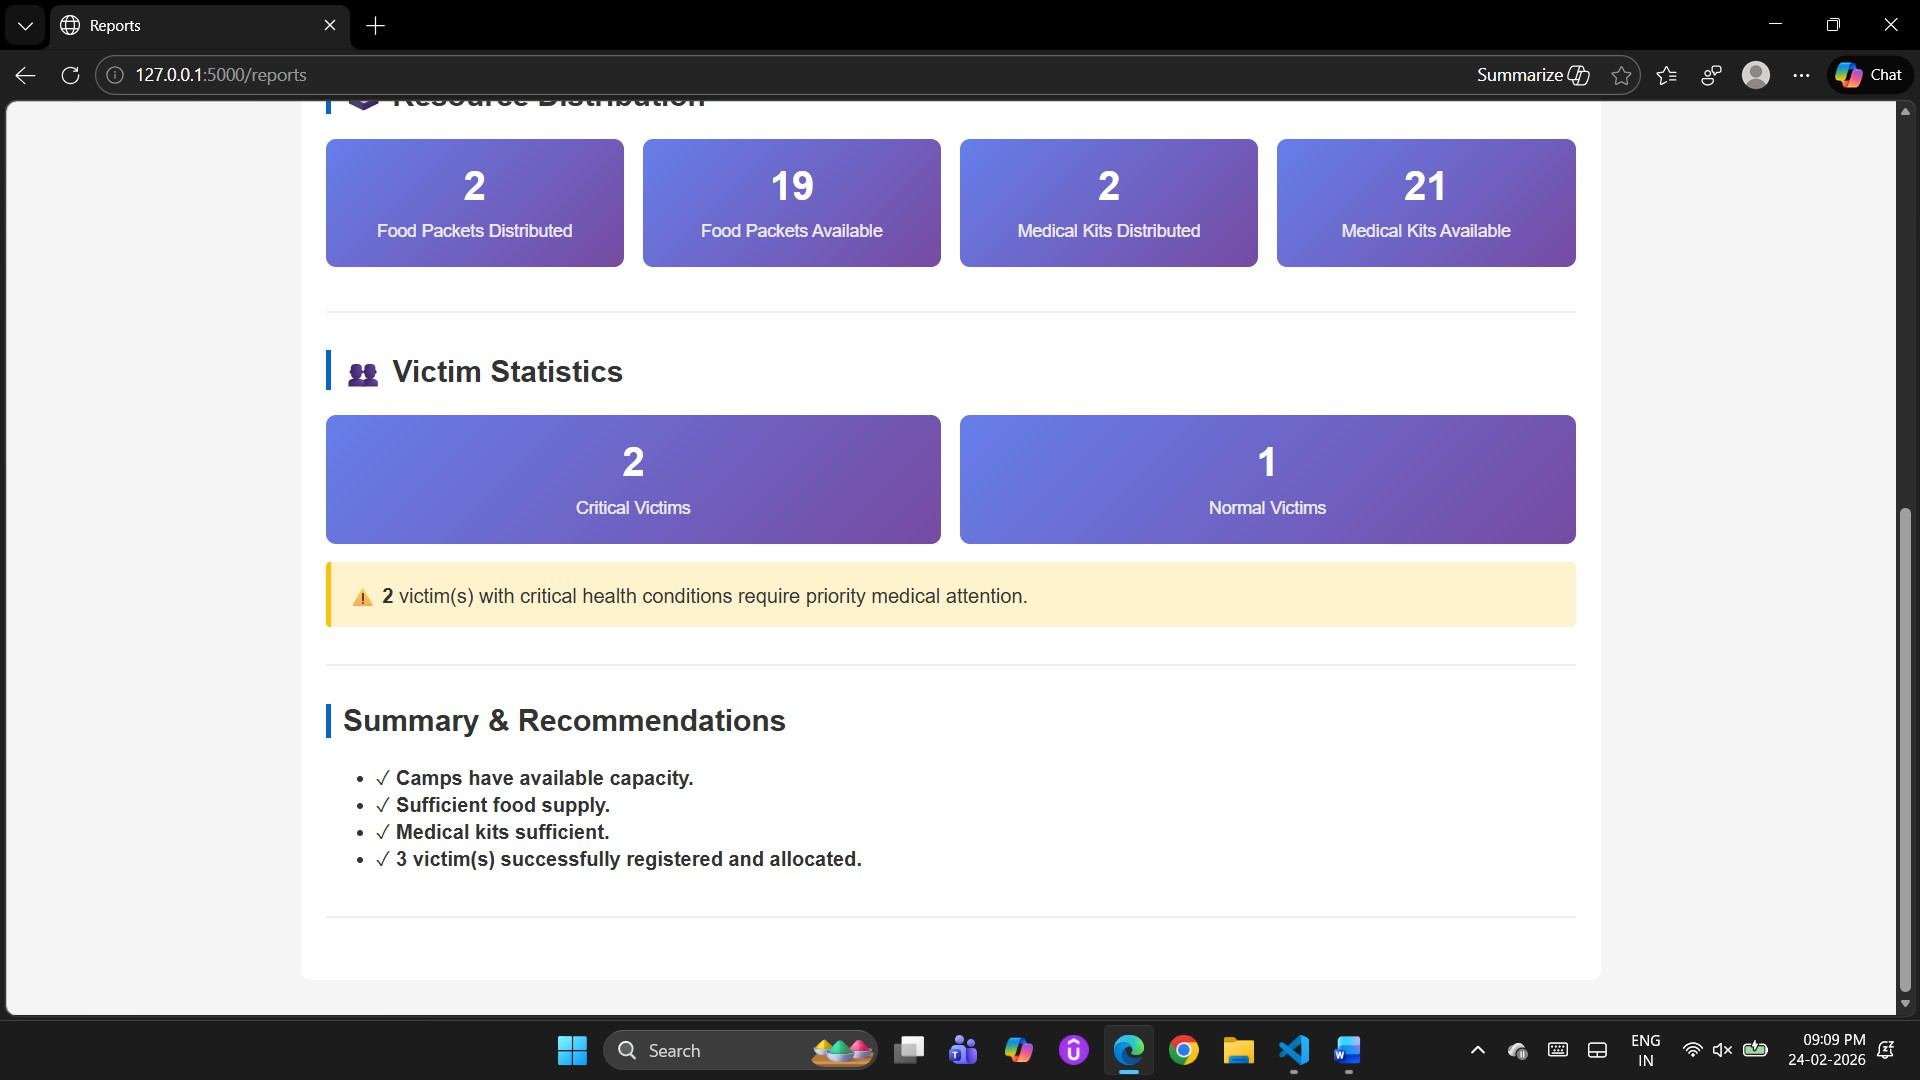 Reports
127.0.0.1:5000/reports
Summarize
Chat
Resource Distribution
2
Food Packets Distributed
19
Food Packets Available
2
Medical Kits Distributed
21
Medical Kits Available
Victim Statistics
2
Critical Victims
1
Normal Victims
2 victim(s) with critical health conditions require priority medical attention.
Summary & Recommendations
• ✓ Camps have available capacity.
• ✓ Sufficient food supply.
• ✓ Medical kits sufficient.
• ✓ 3 victim(s) successfully registered and allocated.
Search
ENG
IN
09:09 PM
24-02-2026